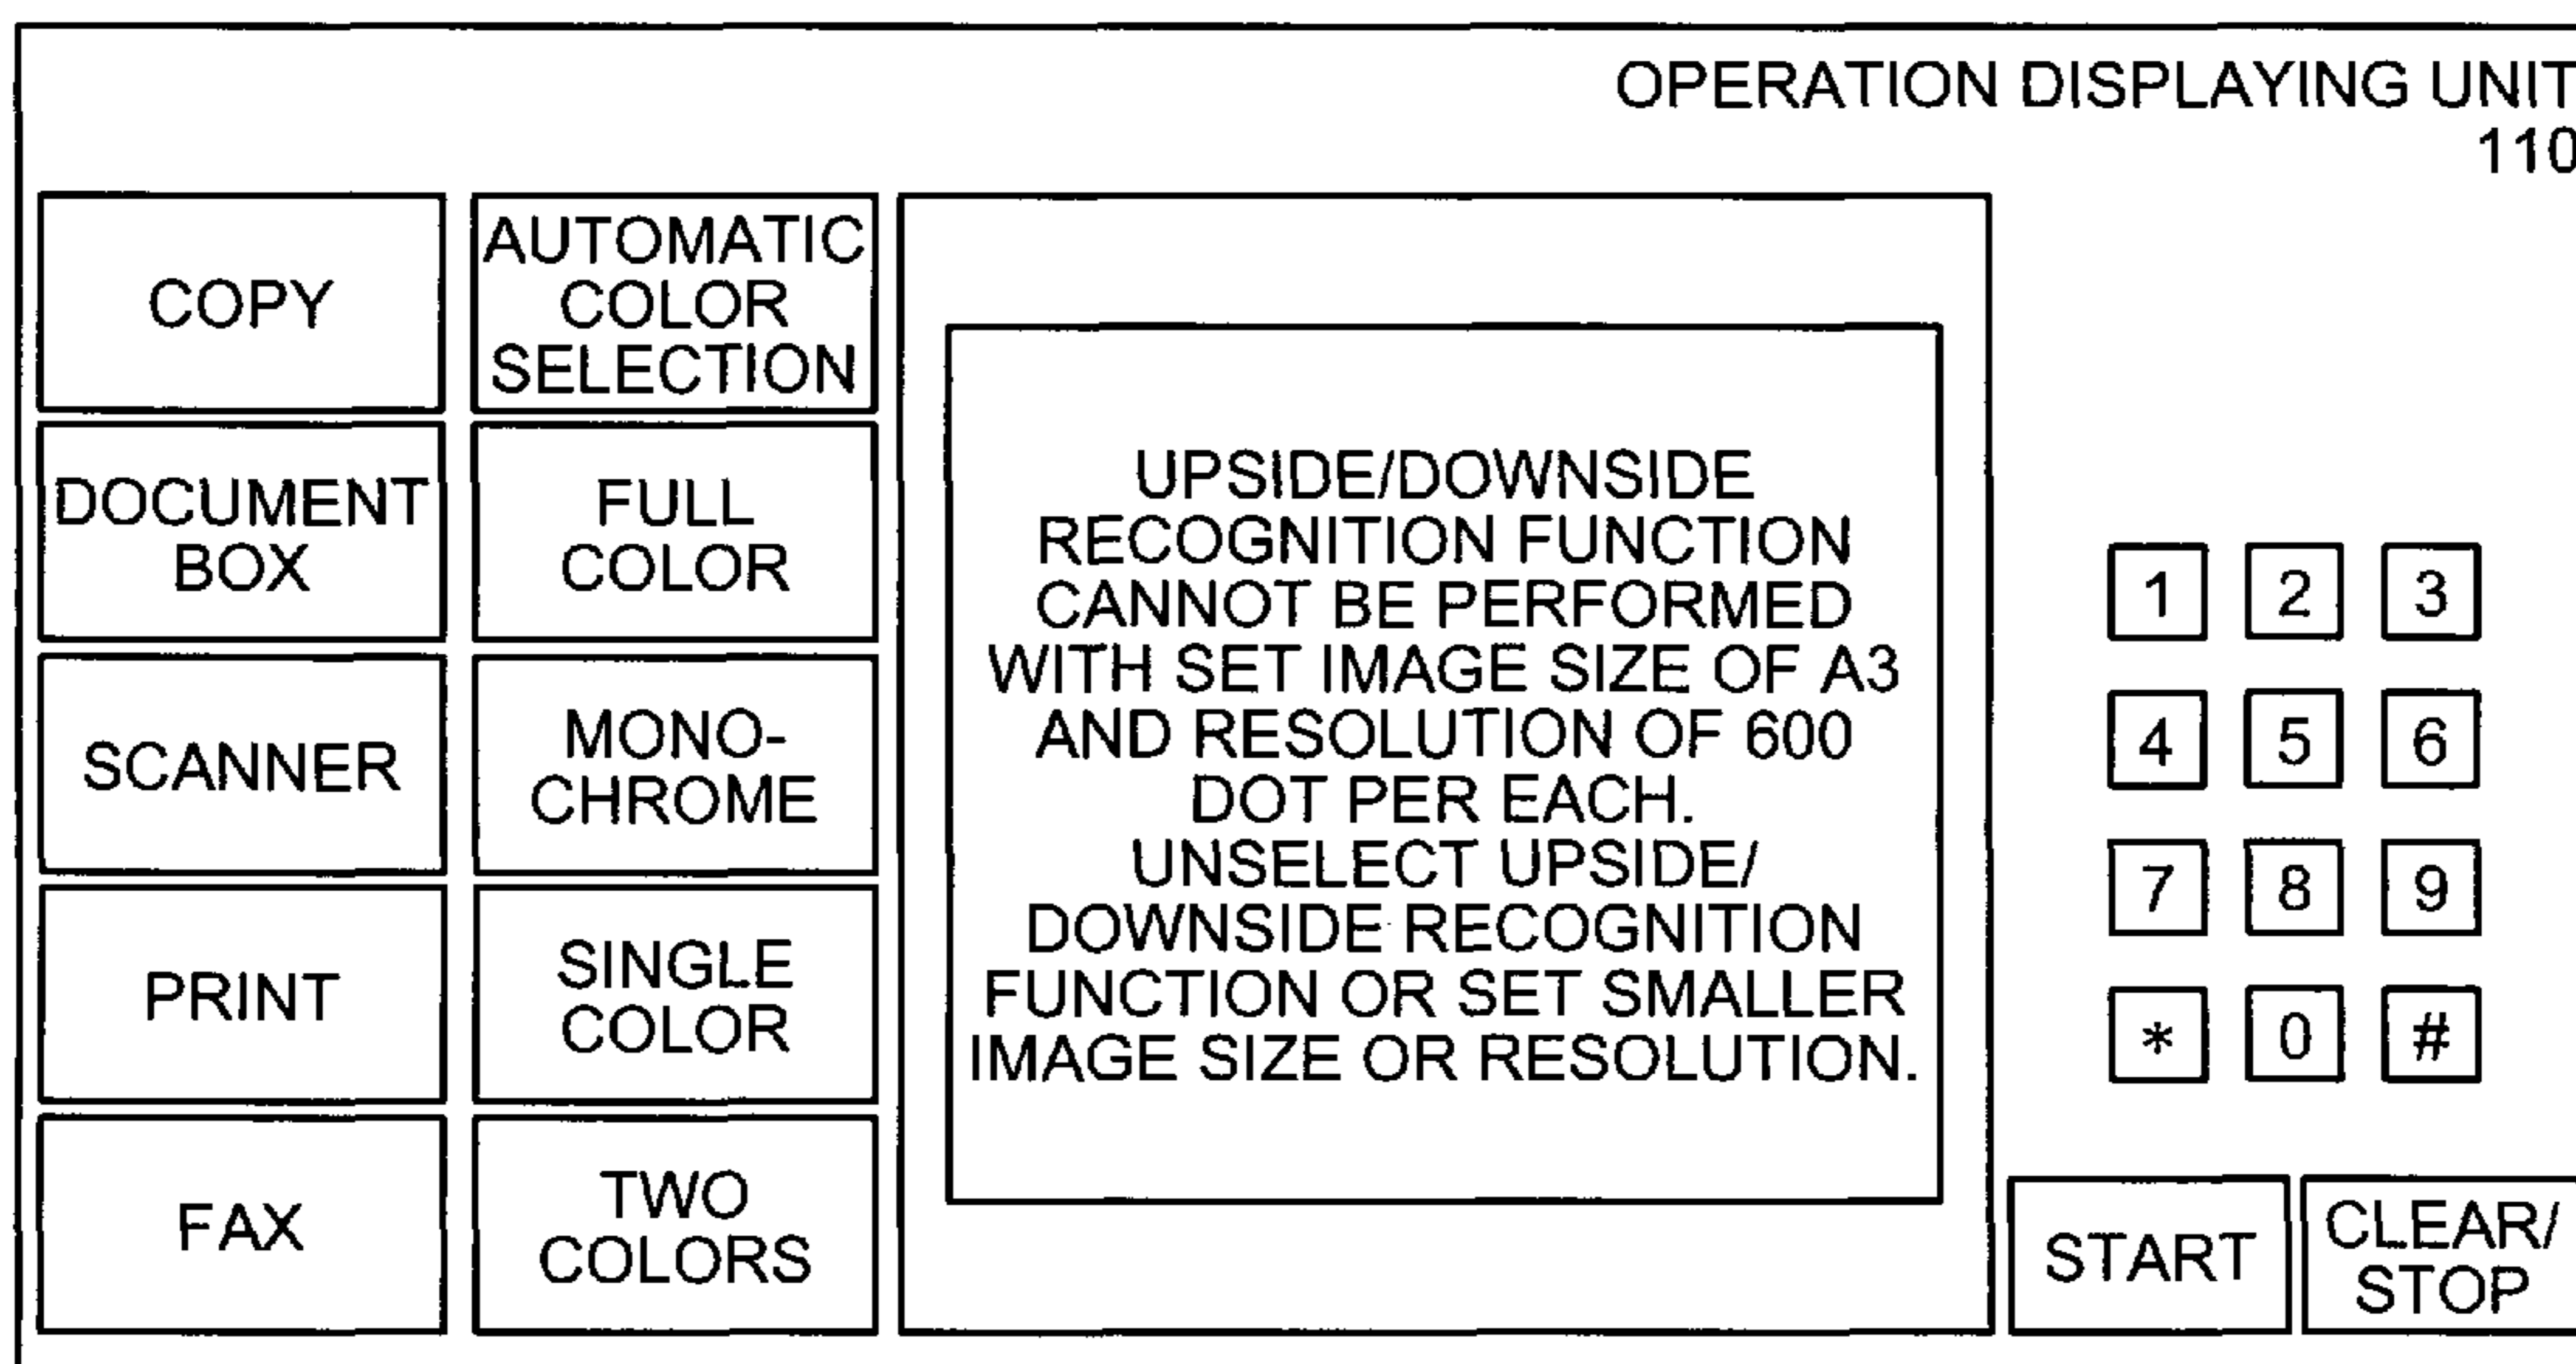 OPERATION DISPLAYING UNIT
110
COPY
DOCUMENT
BOX
SCANNER
PRINT
FAX
AUTOMATIC
COLOR
SELECTION
FULL
COLOR
MONO-
CHROME
SINGLE
COLOR
TWO
COLORS
UPSIDE/DOWNSIDE
RECOGNITION FUNCTION
CANNOT BE PERFORMED
WITH SET IMAGE SIZE OF A3
AND RESOLUTION OF 600
DOT PER EACH.
UNSELECT UPSIDE/
DOWNSIDE RECOGNITION
FUNCTION OR SET SMALLER
IMAGE SIZE OR RESOLUTION.
1 2 3
4 5 6
7 8 9
* 0 #
START
CLEAR/
STOP